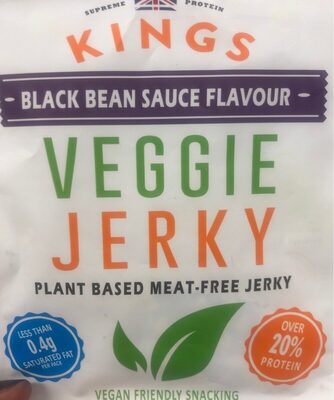 SUPREME PROTEIN
KINGS
BLACK BEAN SAUCE FLAVOUR
VEGGIE
JERKY
PLANT BASED MEAT-FREE JERKY
LESS THAN
0.4g
SATURATED FAT
PER PACK
OVER
20%
PROTEIN
VEGAN FRIENDLY SNACKING